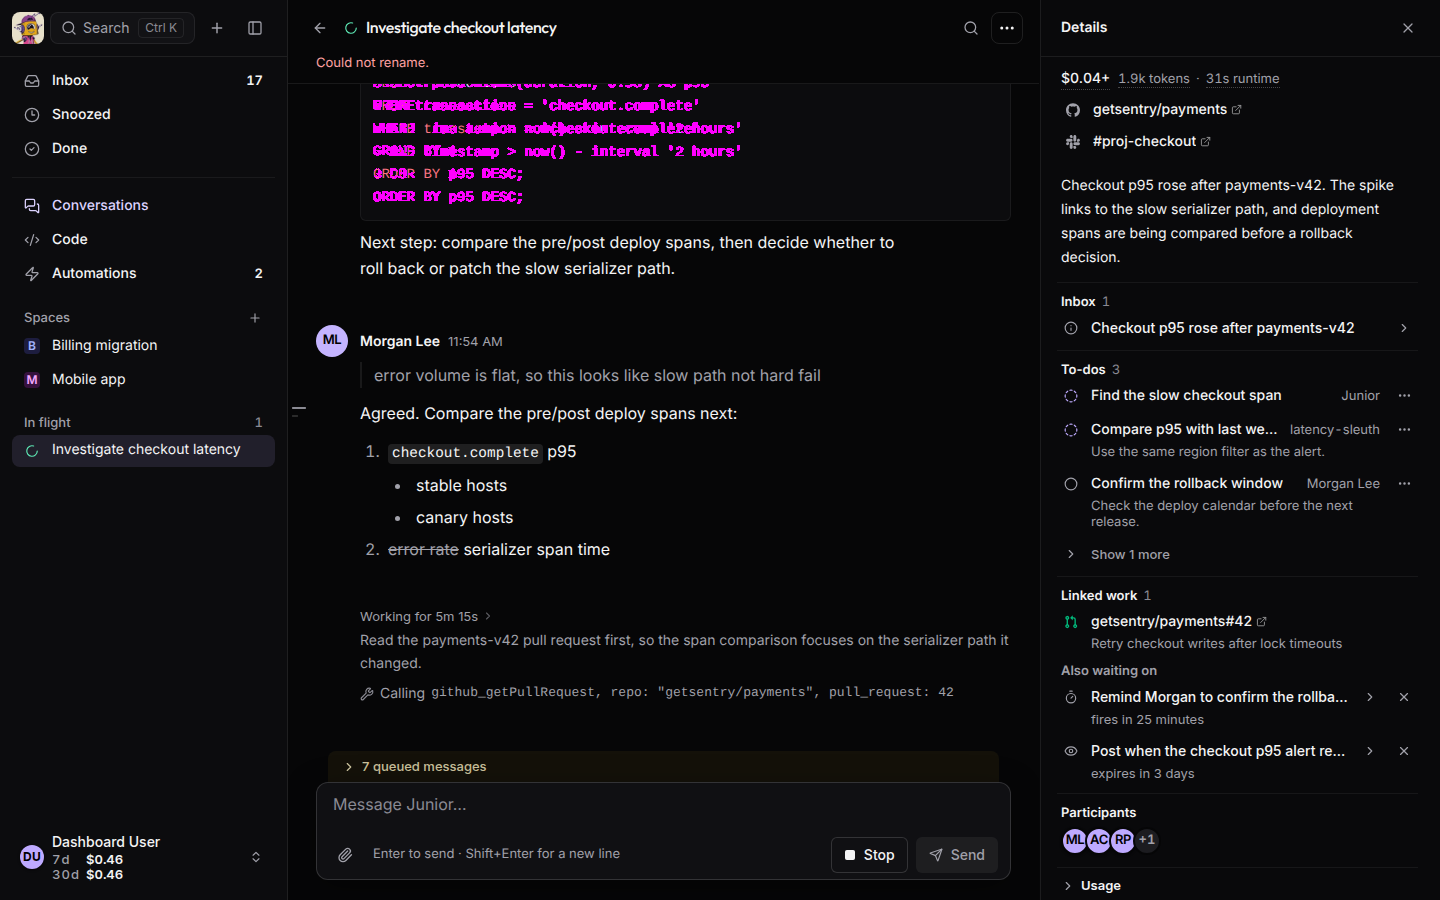 Search Ctrl K
Inbox 17
Snoozed
Done
Conversations
Code
Automations 2
Spaces
B Billing migration
M Mobile app
In flight 1
Investigate checkout latency
DU Dashboard User
7d $0.46
30d $0.46
Investigate checkout latency
Could not rename.
= 'checkout.complete'
GROUP timestamp > now() - interval '2 hours'
ORDER BY p95 DESC;
ORDER BY p95 DESC;
Next step: compare the pre/post deploy spans, then decide whether to
roll back or patch the slow serializer path.
ML Morgan Lee 11:54 AM
error volume is flat, so this looks like slow path not hard fail
Agreed. Compare the pre/post deploy spans next:
1. checkout.complete p95
• stable hosts
• canary hosts
2. error rate serializer span time
Working for 5m 15s
Read the payments-v42 pull request first, so the span comparison focuses on the serializer path it
changed.
Calling github_getPullRequest, repo: "getsentry/payments", pull_request: 42
7 queued messages
Message Junior...
Enter to send · Shift+Enter for a new line
Stop
Send
Details
$0.04+ 1.9k tokens · 31s runtime
getsentry/payments
#proj-checkout
Checkout p95 rose after payments-v42. The spike
links to the slow serializer path, and deployment
spans are being compared before a rollback
decision.
Inbox 1
Checkout p95 rose after payments-v42
To-dos 3
Find the slow checkout span Junior
Compare p95 with last we... latency-sleuth
Use the same region filter as the alert.
Confirm the rollback window Morgan Lee
Check the deploy calendar before the next
release.
Show 1 more
Linked work 1
getsentry/payments#42
Retry checkout writes after lock timeouts
Also waiting on
Remind Morgan to confirm the rollba...
fires in 25 minutes
Post when the checkout p95 alert re...
expires in 3 days
Participants
ML AC RP +1
Usage